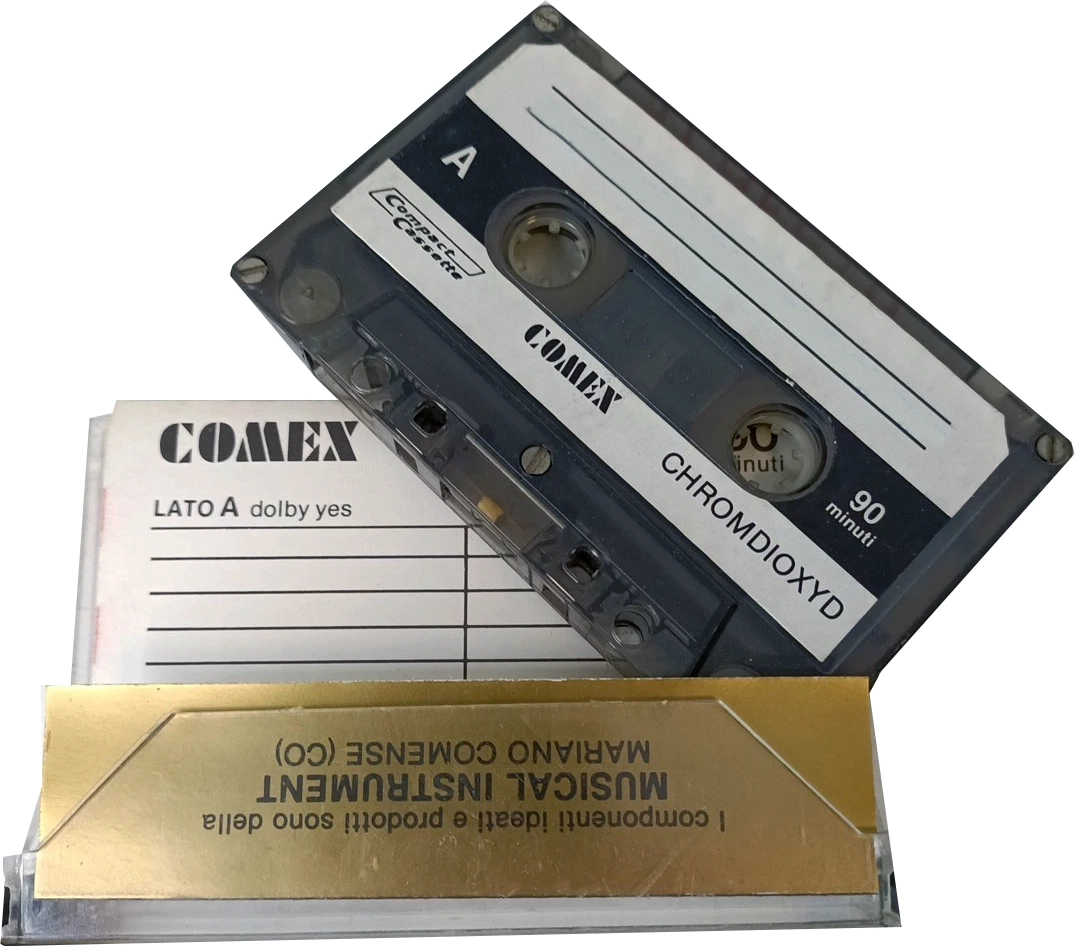 A
Compact
Cassette
COMEX
CHROMDIOXYD
90
minuti
inuti
COMEX
LATO A dolby yes
I componenti ideati e prodotti sono della
MUSICAL INSTRUMENT
MARIANO COMENSE (CO)